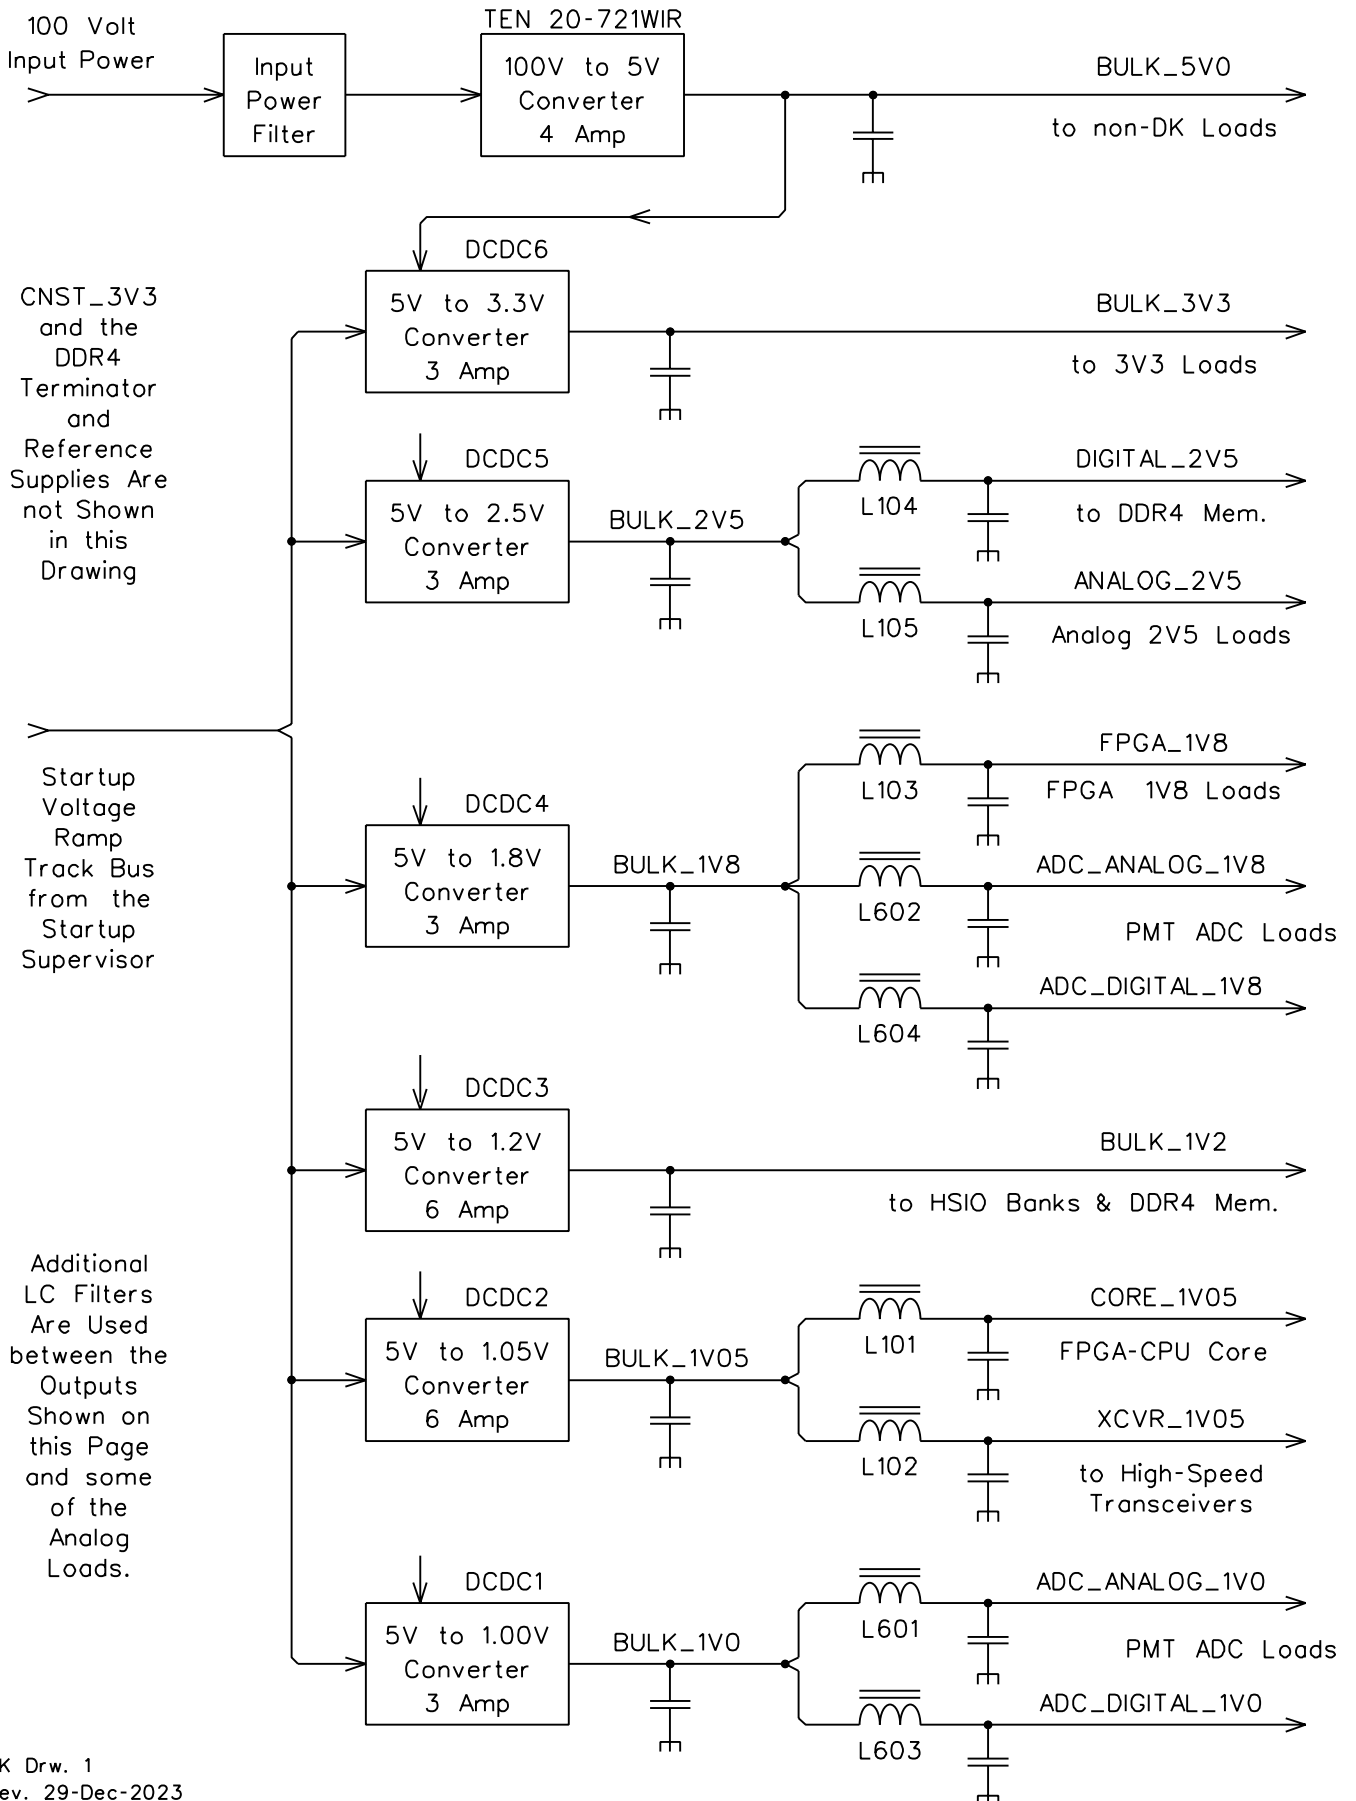 100 Volt
Input Power
Input
Power
Filter
TEN 20-721WIR
100V to 5V
Converter
4 Amp
BULK_5V0
to non-DK Loads
CNST_3V3
and the
DDR4
Terminator
and
Reference
Supplies Are
not Shown
in this
Drawing
DCDC6
5V to 3.3V
Converter
3 Amp
BULK_3V3
to 3V3 Loads
DCDC5
5V to 2.5V
Converter
3 Amp
BULK_2V5
L104
DIGITAL_2V5
to DDR4 Mem.
L105
ANALOG_2V5
Analog 2V5 Loads
Startup
Voltage
Ramp
Track Bus
from the
Startup
Supervisor
DCDC4
5V to 1.8V
Converter
3 Amp
BULK_1V8
L103
FPGA_1V8
FPGA 1V8 Loads
L602
ADC_ANALOG_1V8
PMT ADC Loads
L604
ADC_DIGITAL_1V8
DCDC3
5V to 1.2V
Converter
6 Amp
BULK_1V2
to HSIO Banks & DDR4 Mem.
Additional
LC Filters
Are Used
between the
Outputs
Shown on
this Page
and some
of the
Analog
Loads.
DCDC2
5V to 1.05V
Converter
6 Amp
BULK_1V05
L101
CORE_1V05
FPGA-CPU Core
L102
XCVR_1V05
to High-Speed
Transceivers
DCDC1
5V to 1.00V
Converter
3 Amp
BULK_1V0
L601
ADC_ANALOG_1V0
PMT ADC Loads
L603
ADC_DIGITAL_1V0
K Drw. 1
ev. 29-Dec-2023